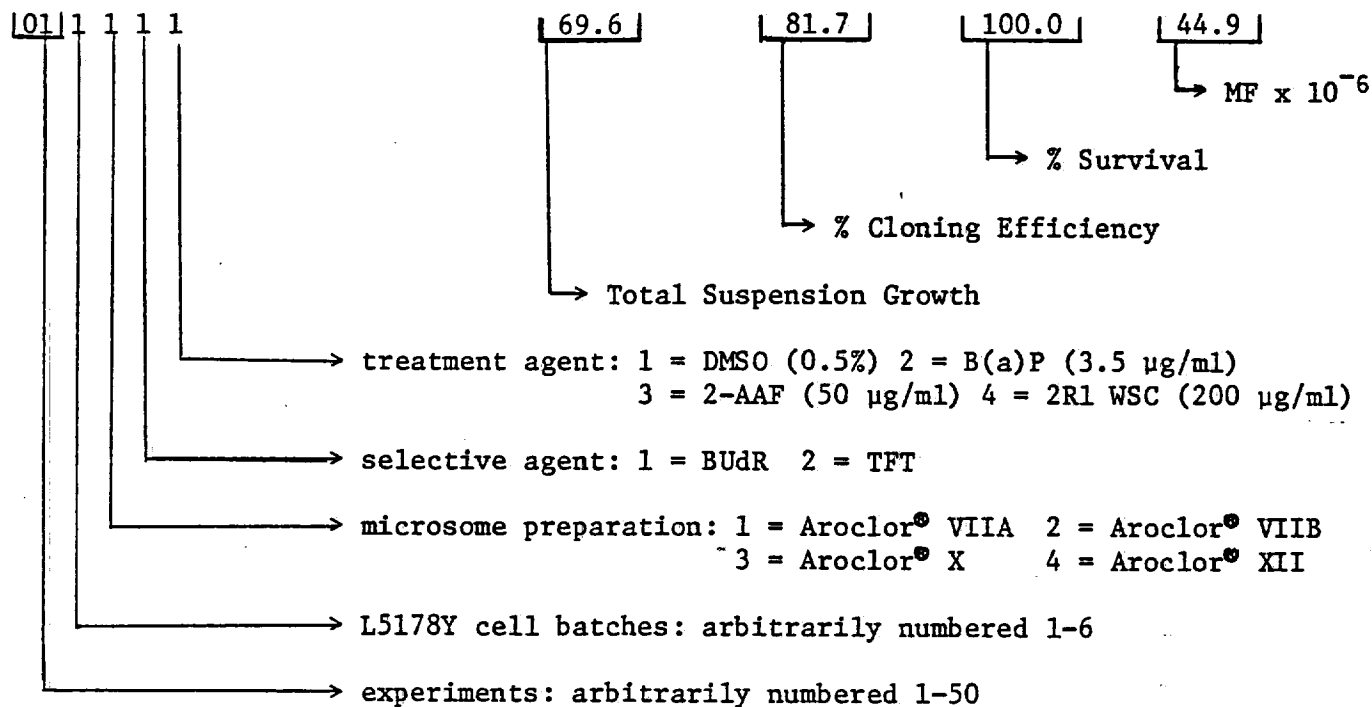 01 1 1 1 1 69.6 81.7 100.0 44.9
MF x 10⁻⁶
% Survival
% Cloning Efficiency
Total Suspension Growth
treatment agent: 1 = DMSO (0.5%) 2 = B(a)P (3.5 µg/ml)
3 = 2-AAF (50 µg/ml) 4 = 2R1 WSC (200 µg/ml)
selective agent: 1 = BUdR 2 = TFT
microsome preparation: 1 = Aroclor® VIIA 2 = Aroclor® VIIB
3 = Aroclor® X 4 = Aroclor® XII
L5178Y cell batches: arbitrarily numbered 1-6
experiments: arbitrarily numbered 1-50